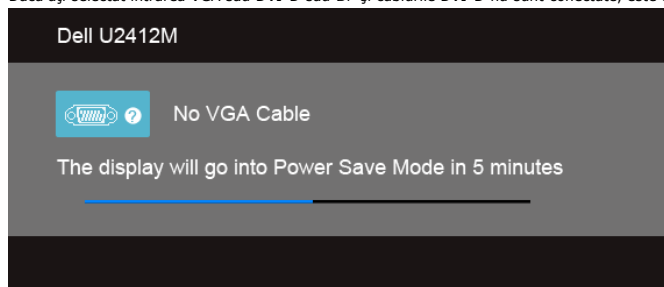 Dell U2412M
No VGA Cable
The display will go into Power Save Mode in 5 minutes